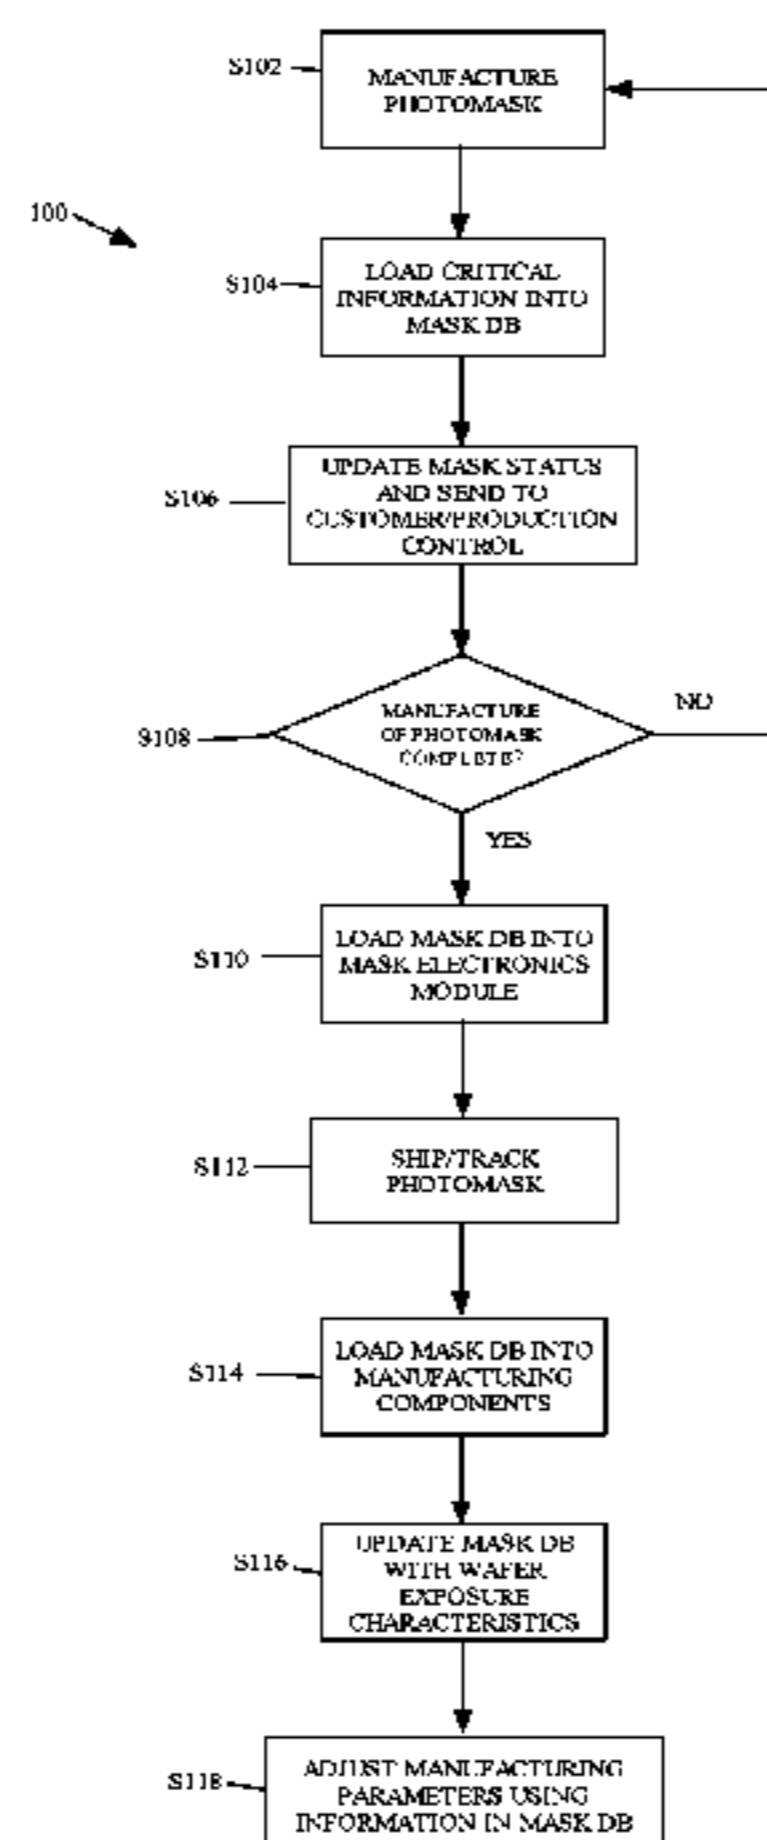 S102
MANUFACTURE
PHOTOMASK
100
S104
LOAD CRITICAL
INFORMATION INTO
MASK DB
S106
UPDATE MASK STATUS
AND SEND TO
CUSTOMER/PRODUCTION
CONTROL
S108
MANUFACTURE
OF PHOTOMASK
COMPLETE?
NO
YES
S110
LOAD MASK DB INTO
MASK ELECTRONICS
MODULE
S112
SHIP/TRACK
PHOTOMASK
S114
LOAD MASK DB INTO
MANUFACTURING
COMPONENTS
S116
UPDATE MASK DB
WITH WAFER
EXPOSURE
CHARACTERISTICS
S118
ADJUST MANUFACTURING
PARAMETERS USING
INFORMATION IN MASK DB